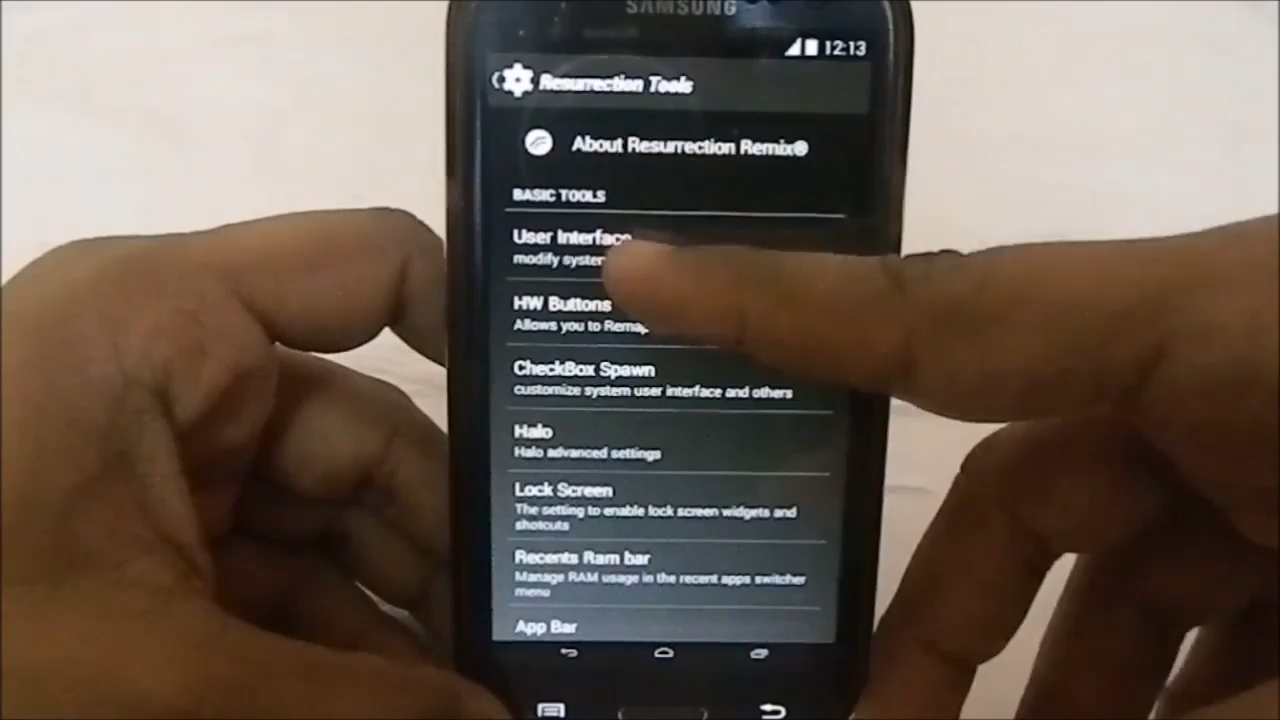 SAMSUNG
12:13
Resurrection Tools
About Resurrection Remix®
BASIC TOOLS
User Interface
modify system
HW Buttons
Allows you to Remap
CheckBox Spawn
customize system user interface and others
Halo
Halo advanced settings
Lock Screen
The setting to enable lock screen widgets and
shotcuts
Recents Ram bar
Manage RAM usage in the recent apps switcher
menu
App Bar